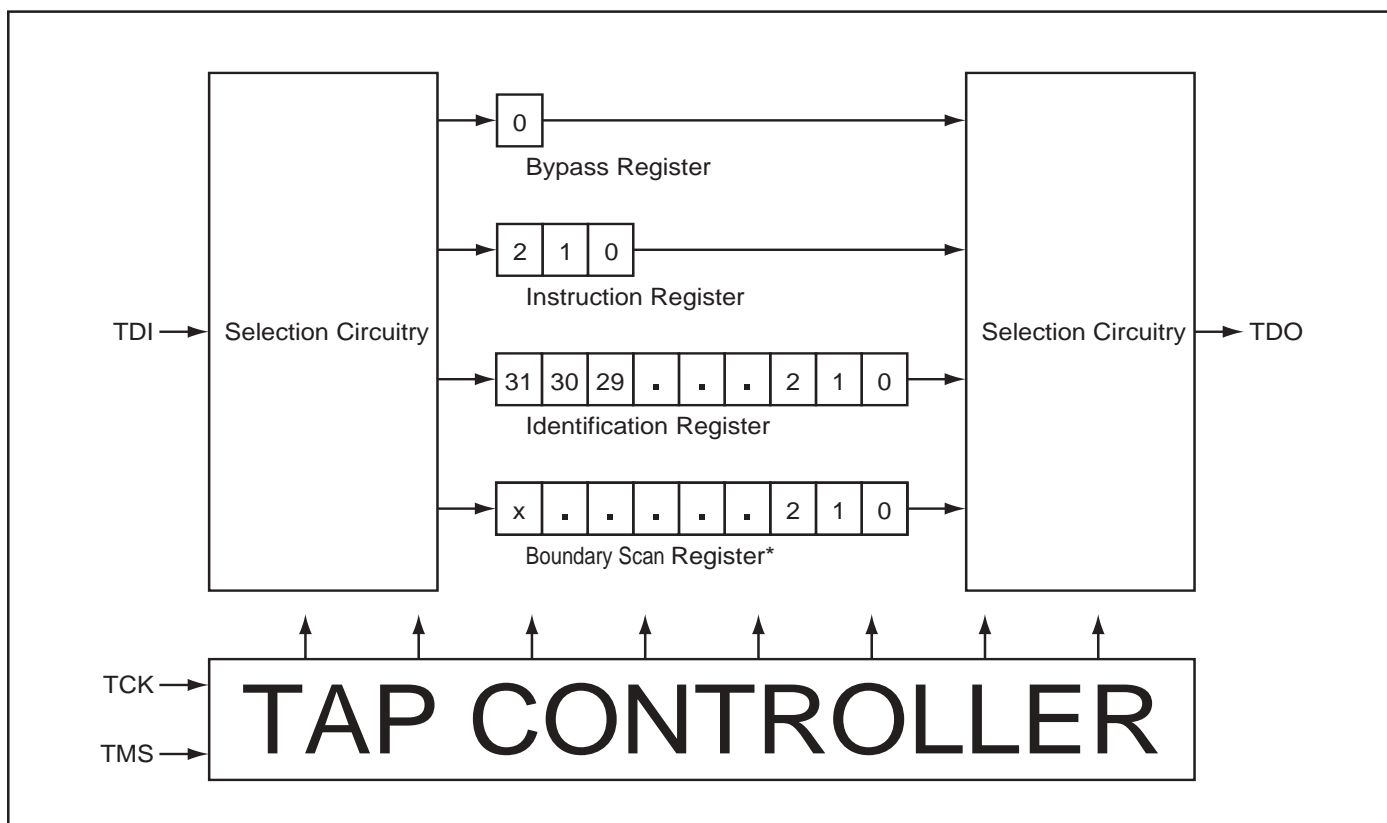 0
Bypass Register
2 1 0
Instruction Register
TDI
Selection Circuitry
Selection Circuitry
TDO
31 30 29 . . . 2 1 0
Identification Register
x . . . . . 2 1 0
Boundary Scan Register*
TCK
TMS
TAP CONTROLLER